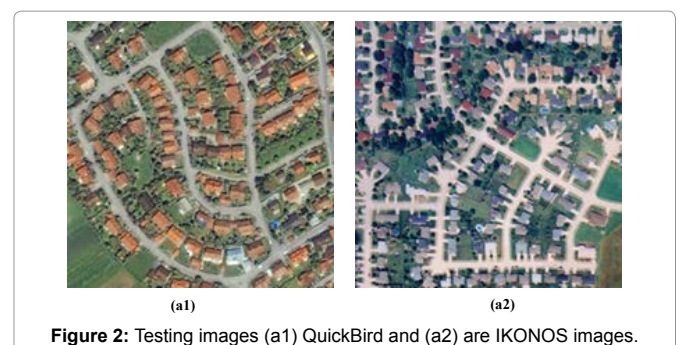 (a1)
(a2)
Figure 2: Testing images (a1) QuickBird and (a2) are IKONOS images.